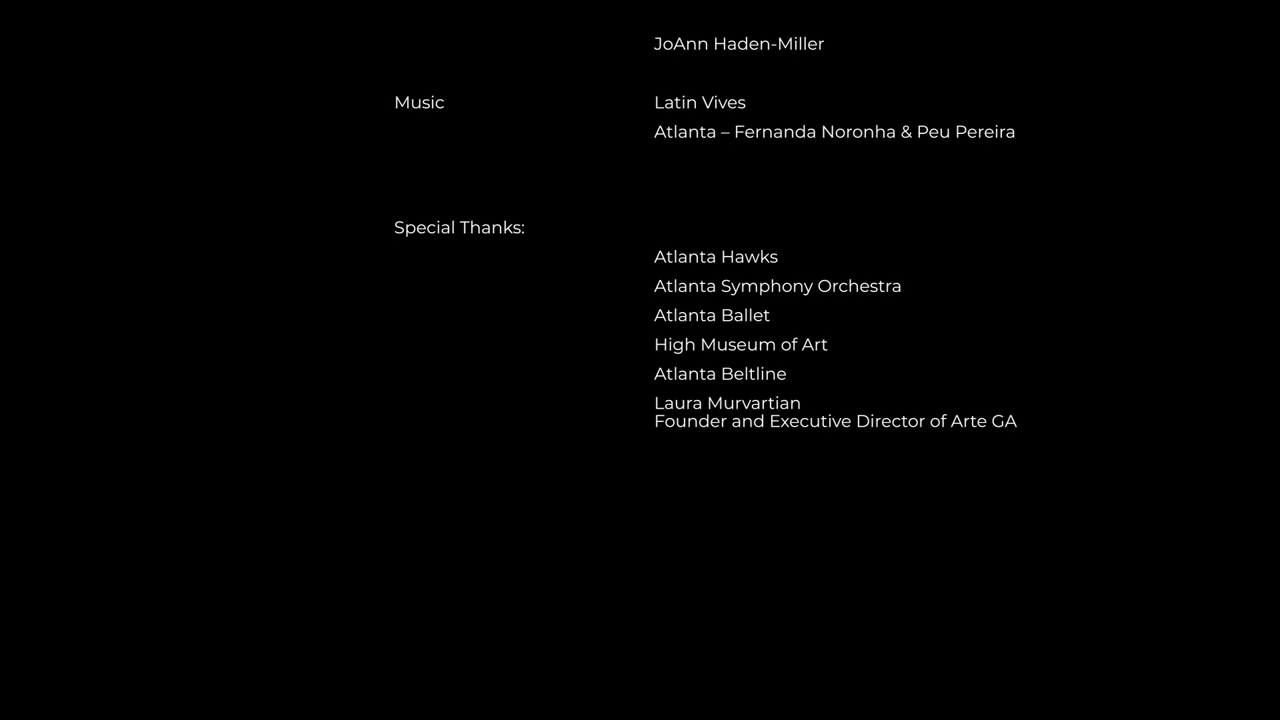 JoAnn Haden-Miller
Music
Latin Vives
Atlanta – Fernanda Noronha & Peu Pereira
Special Thanks:
Atlanta Hawks
Atlanta Symphony Orchestra
Atlanta Ballet
High Museum of Art
Atlanta Beltline
Laura Murvartian
Founder and Executive Director of Arte GA